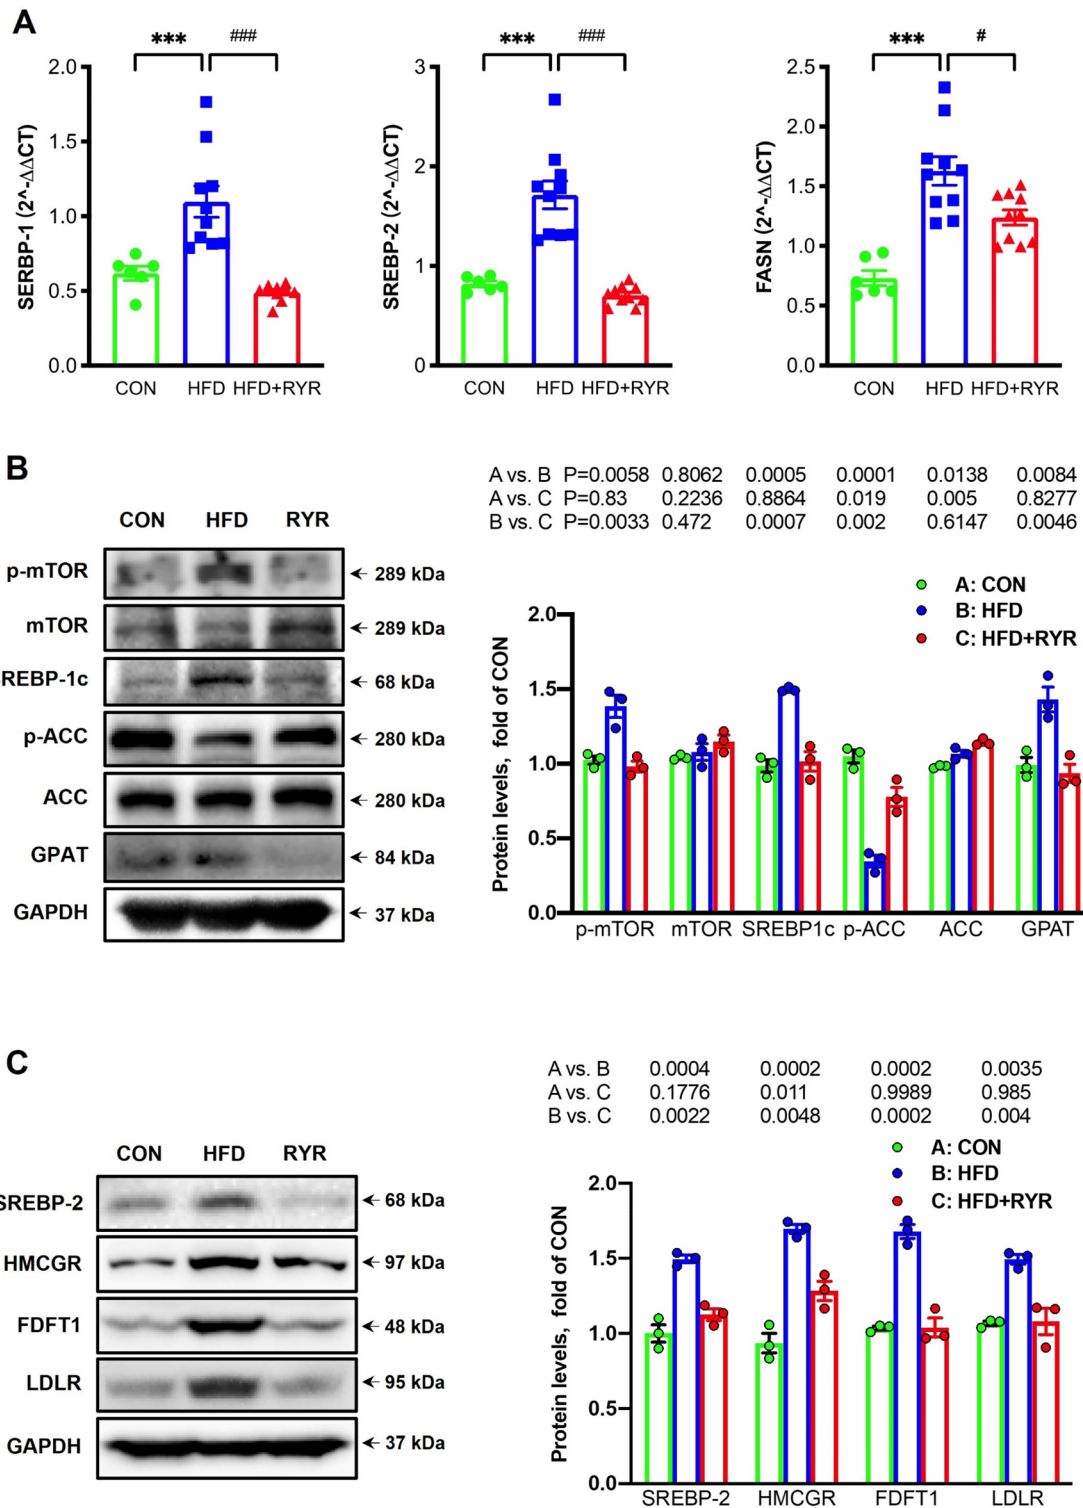 A
*** ###
*** ###
*** #
SERBP-1 (2^-ΔΔCT)
2.0
1.5
1.0
0.5
0.0
CON HFD HFD+RYR
SREBP-2 (2^-ΔΔCT)
3
2
1
0
CON HFD HFD+RYR
FASN (2^-ΔΔCT)
2.5
2.0
1.5
1.0
0.5
0.0
CON HFD HFD+RYR
B
CON HFD RYR
p-mTOR ← 289 kDa
mTOR ← 289 kDa
REBP-1c ← 68 kDa
p-ACC ← 280 kDa
ACC ← 280 kDa
GPAT ← 84 kDa
GAPDH ← 37 kDa
A vs. B P=0.0058 0.8062 0.0005 0.0001 0.0138 0.0084
A vs. C P=0.83 0.2236 0.8864 0.019 0.005 0.8277
B vs. C P=0.0033 0.472 0.0007 0.002 0.6147 0.0046
A: CON
B: HFD
C: HFD+RYR
Protein levels, fold of CON
2.0
1.5
1.0
0.5
0.0
p-mTOR mTOR SREBP1c p-ACC ACC GPAT
C
CON HFD RYR
SREBP-2 ← 68 kDa
HMCGR ← 97 kDa
FDFT1 ← 48 kDa
LDLR ← 95 kDa
GAPDH ← 37 kDa
A vs. B 0.0004 0.0002 0.0002 0.0035
A vs. C 0.1776 0.011 0.9989 0.985
B vs. C 0.0022 0.0048 0.0002 0.004
A: CON
B: HFD
C: HFD+RYR
Protein levels, fold of CON
2.0
1.5
1.0
0.5
0.0
SREBP-2 HMCGR FDFT1 LDLR